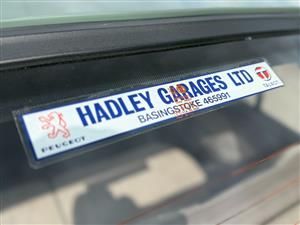 HADLEY GARAGES LTD
BASINGSTOKE 465991
PEUGEOT
TALBOT